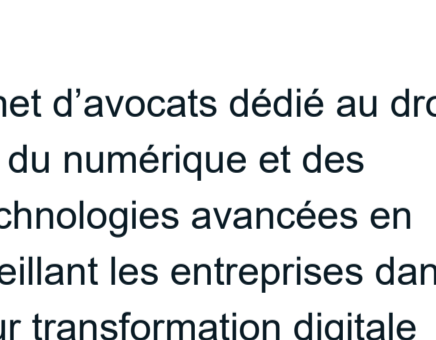 net d'avocats dédié au dro
du numérique et des
chnologies avancées en
eillant les entreprises dan
ur transformation digitale